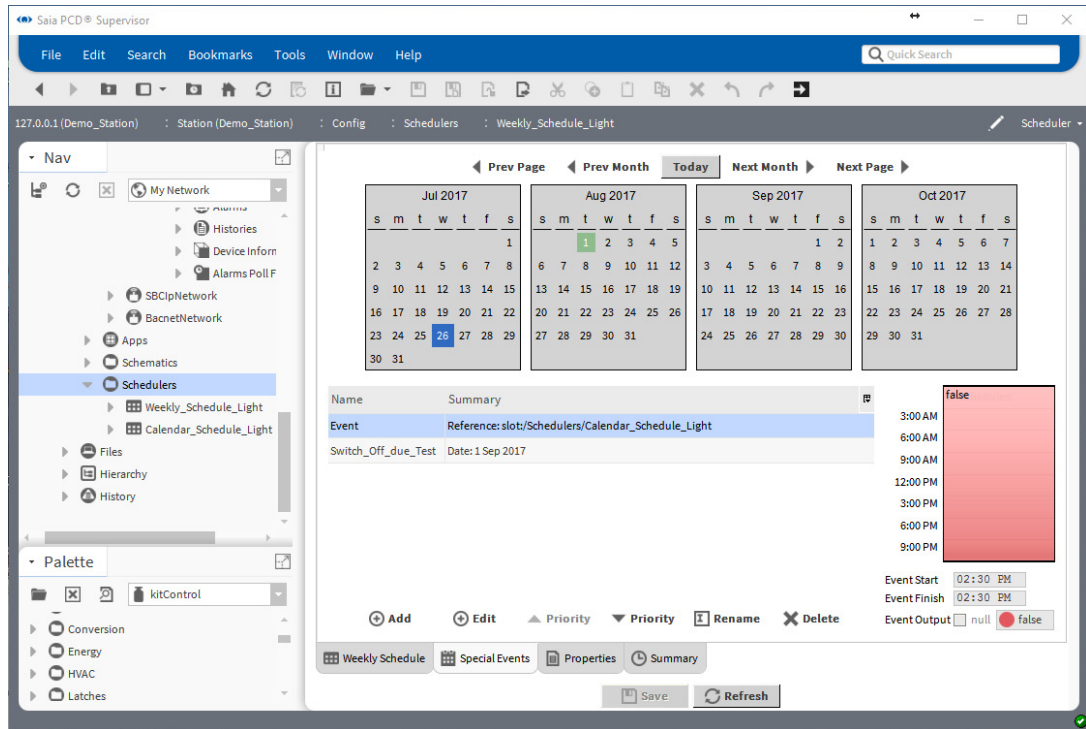 Saia PCD® Supervisor
File Edit Search Bookmarks Tools Window Help
Quick Search
127.0.0.1 (Demo_Station) : Station (Demo_Station) : Config : Schedulers : Weekly_Schedule_Light
Scheduler
Nav
My Network
Alarms
Histories
Device Inforn
Alarms Poll F
SBCIpNetwork
BacnetNetwork
Apps
Schematics
Schedulers
Weekly_Schedule_Light
Calendar_Schedule_Light
Files
Hierarchy
History
Palette
kitControl
Conversion
Energy
HVAC
Latches
Prev Page Prev Month Today Next Month Next Page
Jul 2017
s m t w t f s
1
2 3 4 5 6 7 8
9 10 11 12 13 14 15
16 17 18 19 20 21 22
23 24 25 26 27 28 29
30 31
Aug 2017
s m t w t f s
1 2 3 4 5
6 7 8 9 10 11 12
13 14 15 16 17 18 19
20 21 22 23 24 25 26
27 28 29 30 31
Sep 2017
s m t w t f s
1 2
3 4 5 6 7 8 9
10 11 12 13 14 15 16
17 18 19 20 21 22 23
24 25 26 27 28 29 30
Oct 2017
s m t w t f s
1 2 3 4 5 6 7
8 9 10 11 12 13 14
15 16 17 18 19 20 21
22 23 24 25 26 27 28
29 30 31
Name Summary
Event Reference: slot:/Schedulers/Calendar_Schedule_Light
Switch_Off_due_Test Date: 1 Sep 2017
false
3:00 AM
6:00 AM
9:00 AM
12:00 PM
3:00 PM
6:00 PM
9:00 PM
Event Start 02:30 PM
Event Finish 02:30 PM
Event Output null false
Add Edit Priority Priority Rename Delete
Weekly Schedule Special Events Properties Summary
Save Refresh